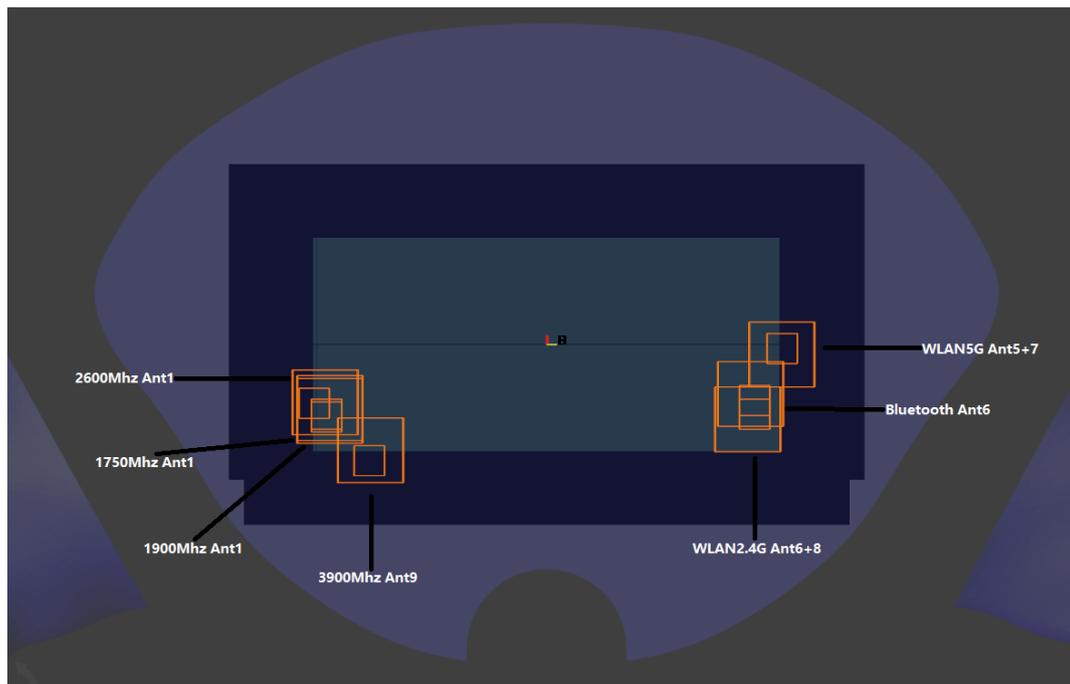 WLAN5G Ant5+7
2600Mhz Ant1
Bluetooth Ant6
1750Mhz Ant1
1900Mhz Ant1
WLAN2.4G Ant6+8
3900Mhz Ant9